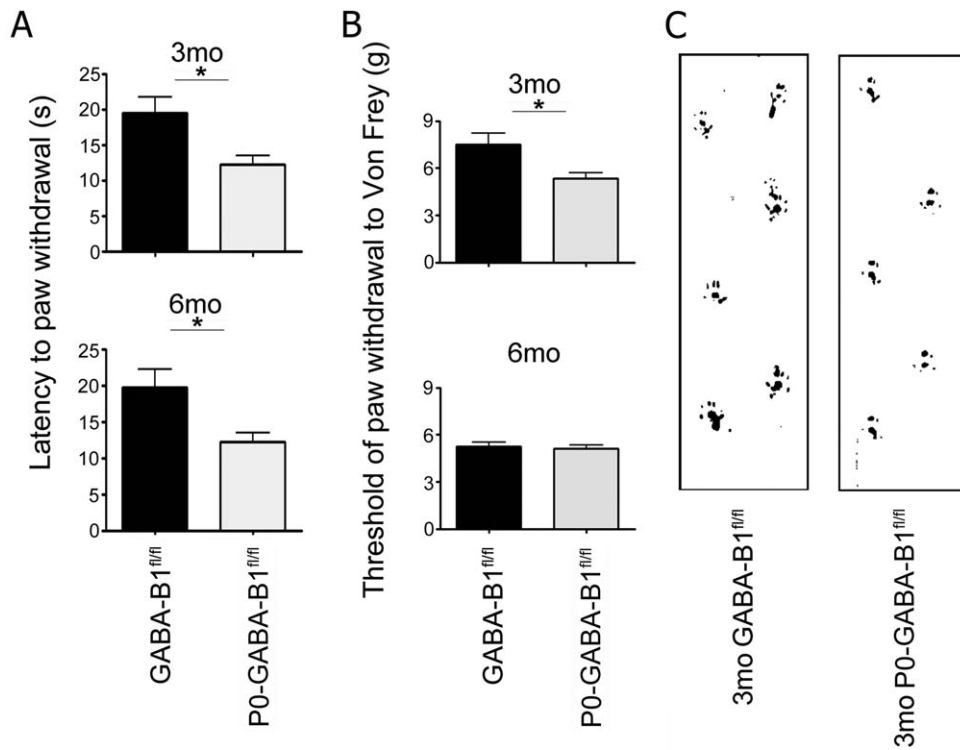 A
Latency to paw withdrawal (s)
3mo
*
25
20
15
10
5
0
6mo
*
25
20
15
10
5
0
GABA-B1fl/fl
P0-GABA-B1fl/fl
B
Threshold of paw withdrawal to Von Frey (g)
3mo
*
9
6
3
0
6mo
9
6
3
0
GABA-B1fl/fl
P0-GABA-B1fl/fl
C
3mo GABA-B1fl/fl
3mo P0-GABA-B1fl/fl